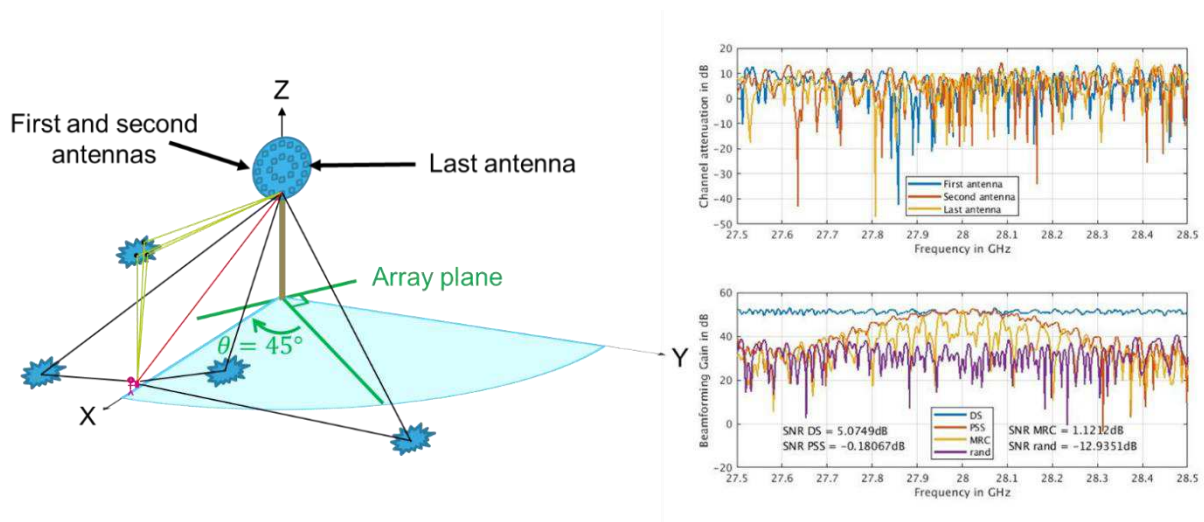 Z
First and second
antennas
Last antenna
Array plane
θ = 45°
X
Y
20
10
0
-10
-20
-30
-40
-50
Channel attenuation in dB
First antenna
Second antenna
Last antenna
27.5 27.6 27.7 27.8 27.9 28 28.1 28.2 28.3 28.4 28.5
Frequency in GHz
60
40
20
0
-20
Beamforming Gain in dB
DS
PSS
MRC
rand
SNR DS = 5.0749dB
SNR PSS = -0.18067dB
SNR MRC = 1.1212dB
SNR rand = -12.9351dB
27.5 27.6 27.7 27.8 27.9 28 28.1 28.2 28.3 28.4 28.5
Frequency in GHz